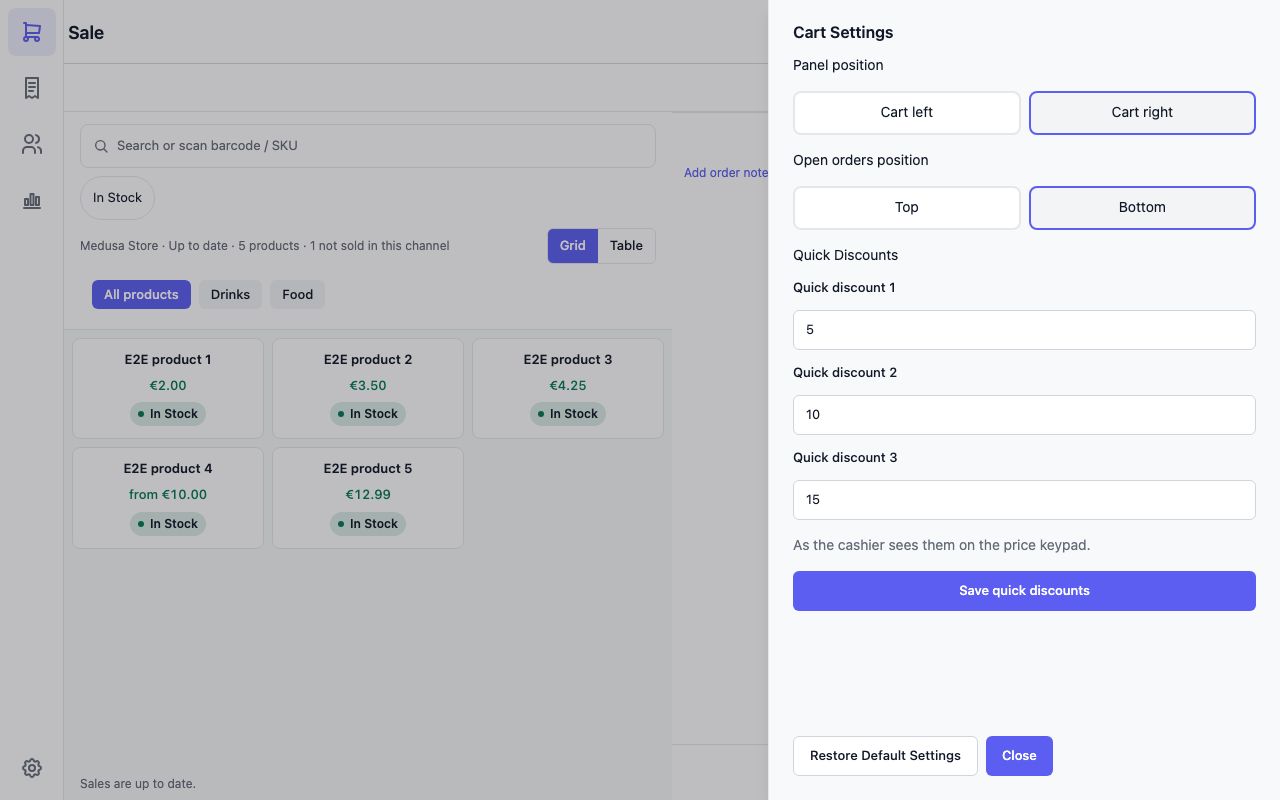 Sale
Search or scan barcode / SKU
In Stock
Medusa Store · Up to date · 5 products · 1 not sold in this channel
Grid
Table
All products
Drinks
Food
E2E product 1
€2.00
In Stock
E2E product 2
€3.50
In Stock
E2E product 3
€4.25
In Stock
E2E product 4
from €10.00
In Stock
E2E product 5
€12.99
In Stock
Sales are up to date.
Add order note
Cart Settings
Panel position
Cart left
Cart right
Open orders position
Top
Bottom
Quick Discounts
Quick discount 1
5
Quick discount 2
10
Quick discount 3
15
As the cashier sees them on the price keypad.
Save quick discounts
Restore Default Settings
Close